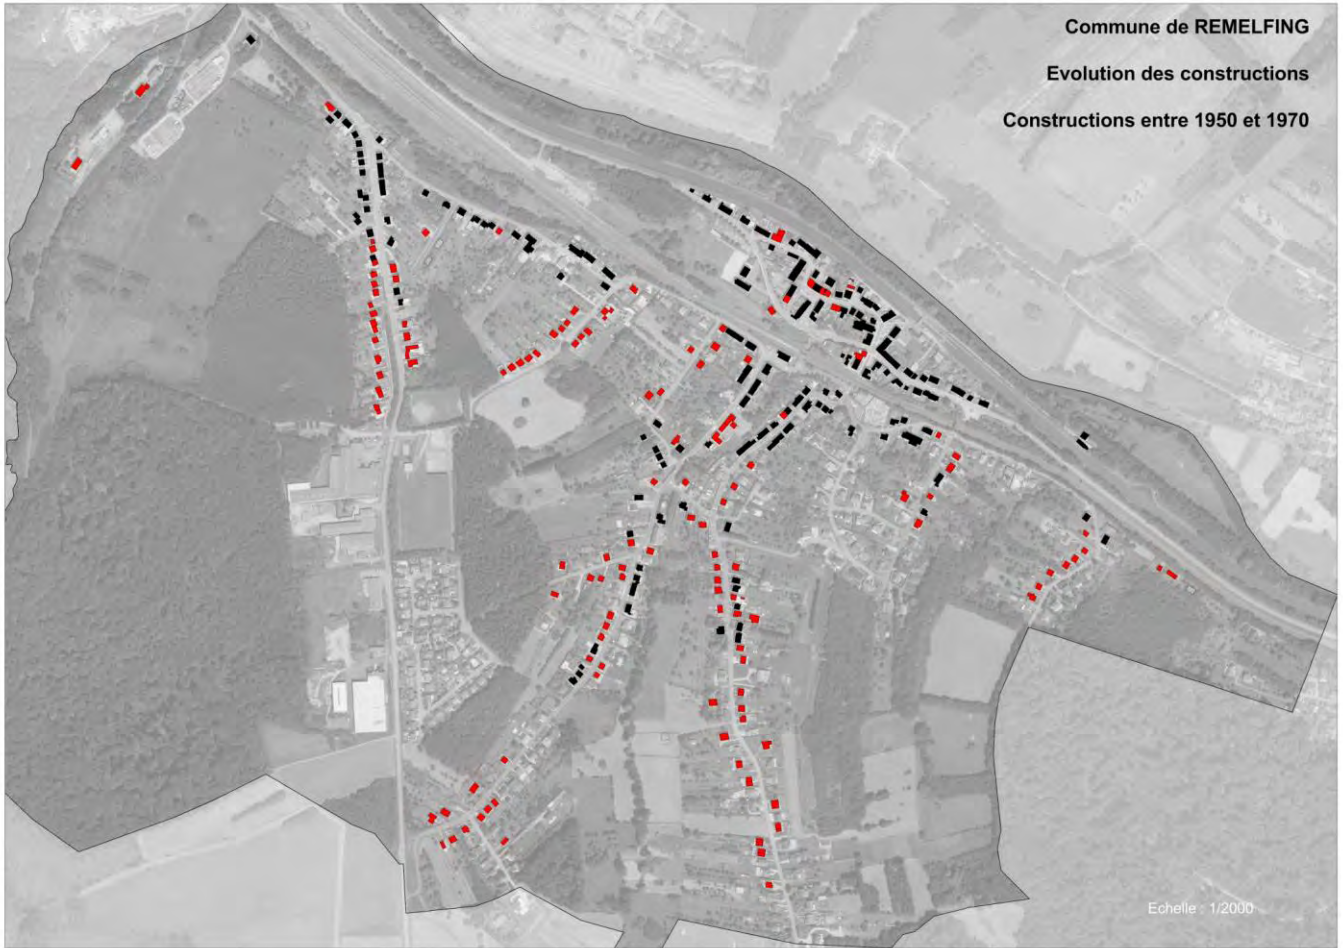 Commune de REMELFING
Evolution des constructions
Constructions entre 1950 et 1970
Echelle : 1/2000